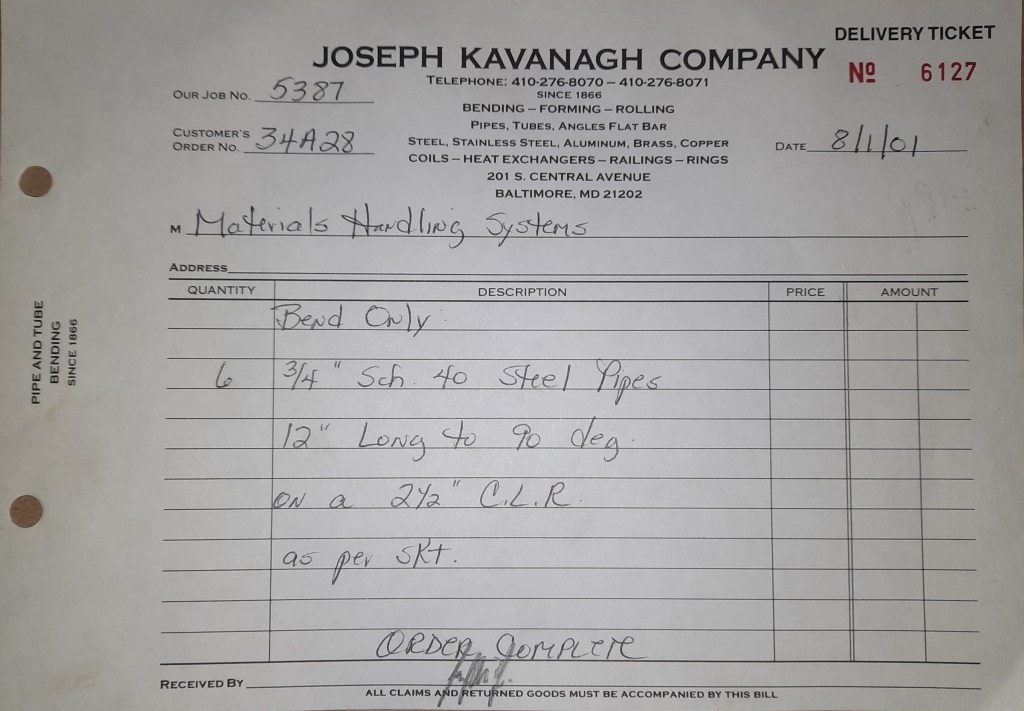 DELIVERY TICKET
JOSEPH KAVANAGH COMPANY
Nº 6127
TELEPHONE: 410-276-8070 – 410-276-8071
SINCE 1866
BENDING – FORMING – ROLLING
PIPES, TUBES, ANGLES FLAT BAR
STEEL, STAINLESS STEEL, ALUMINUM, BRASS, COPPER
COILS – HEAT EXCHANGERS – RAILINGS – RINGS
201 S. CENTRAL AVENUE
BALTIMORE, MD 21202
OUR JOB NO. 5387
CUSTOMER'S
ORDER NO. 34A28
DATE 8/1/01
M Materials Handling Systems
ADDRESS
QUANTITY DESCRIPTION PRICE AMOUNT
Bend Only:
6 3/4" Sch. 40 Steel Pipes
12" Long to 90 deg.
on a 2 1/2" C.L.R.
as per skt.
ORDER COMPLETE
RECEIVED BY
ALL CLAIMS AND RETURNED GOODS MUST BE ACCOMPANIED BY THIS BILL
PIPE AND TUBE
BENDING
SINCE 1866